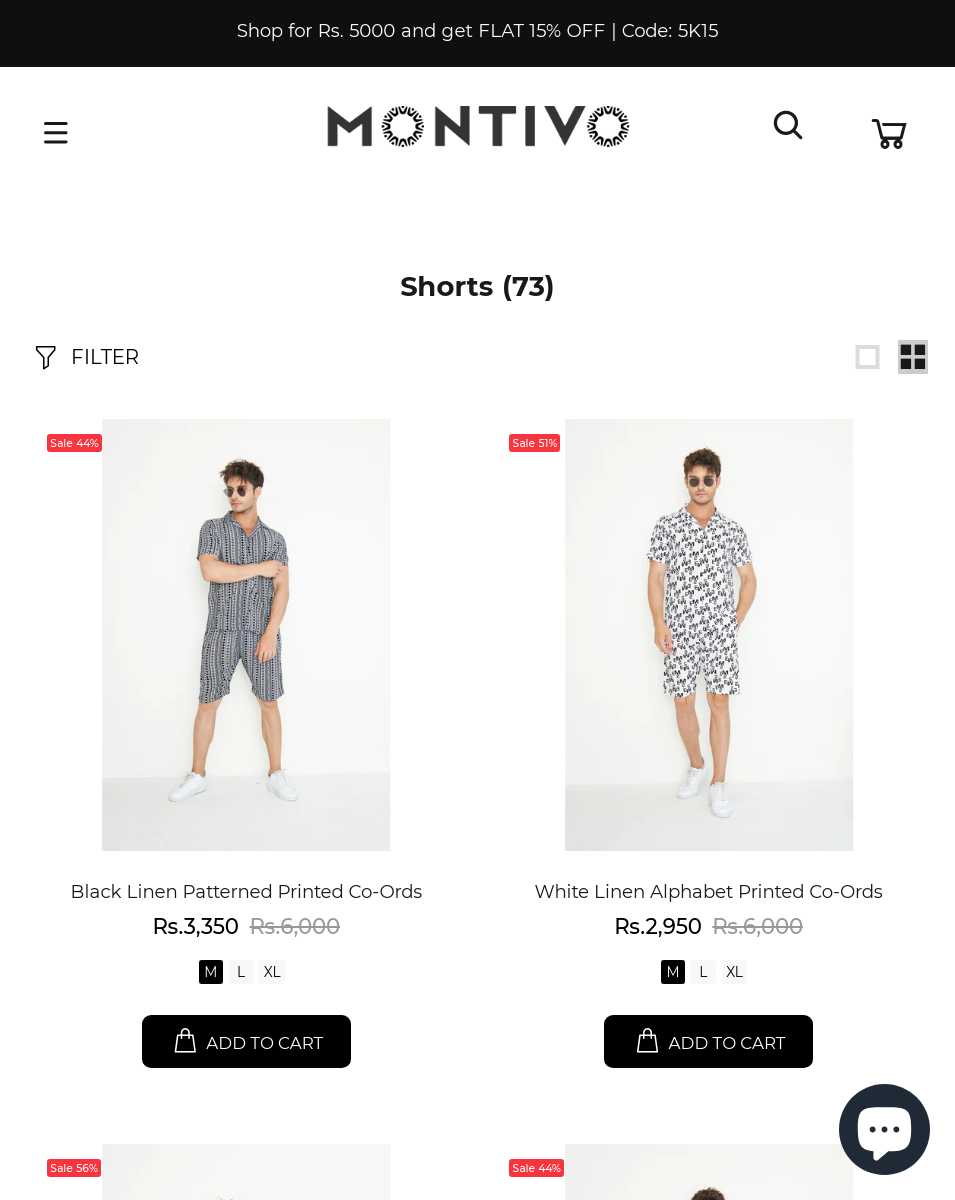 Shop for Rs. 5000 and get FLAT 15% OFF | Code: 5K15
MONTIVO
Shorts (73)
FILTER
Sale 44%
Sale 51%
Black Linen Patterned Printed Co-Ords
Rs.3,350 Rs.6,000
M L XL
ADD TO CART
White Linen Alphabet Printed Co-Ords
Rs.2,950 Rs.6,000
M L XL
ADD TO CART
Sale 56%
Sale 44%